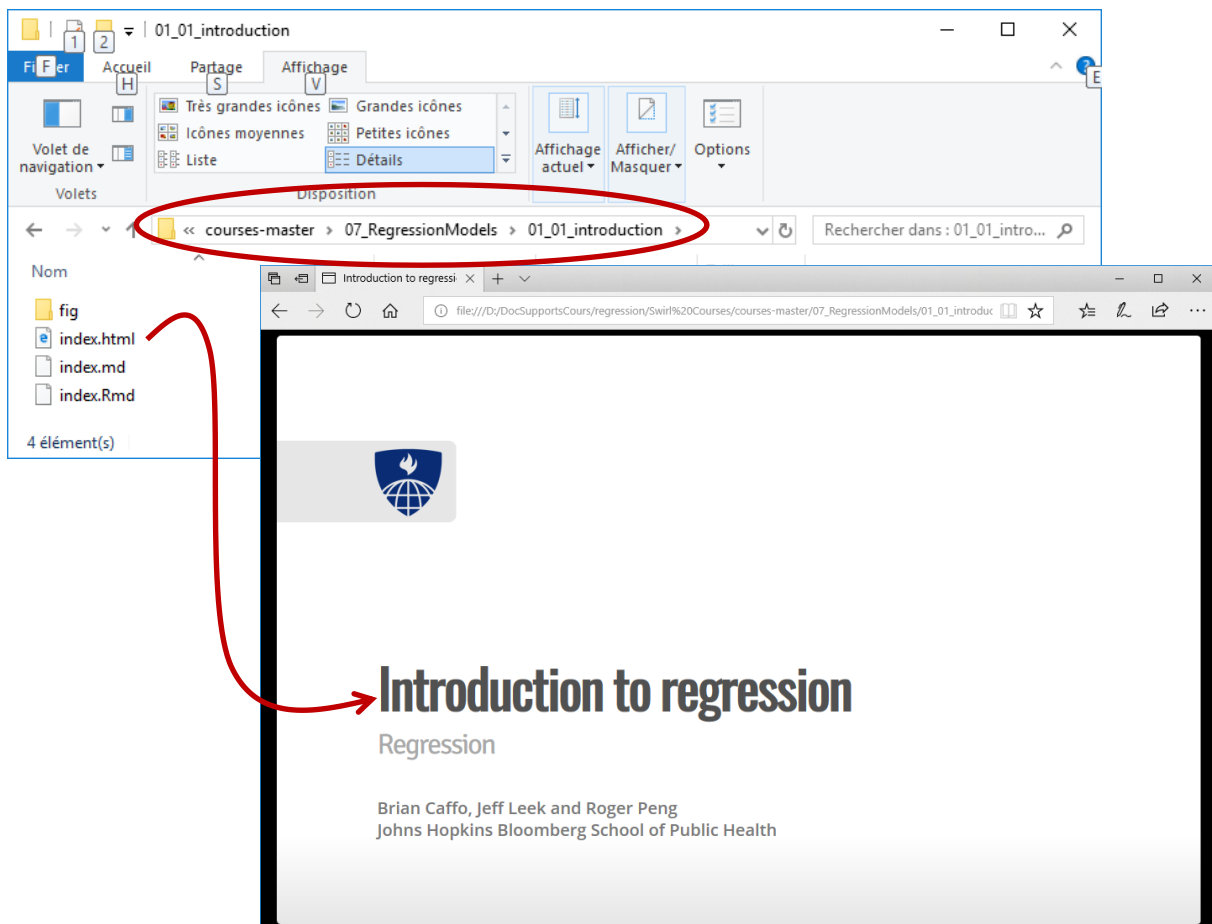 01_01_introduction
1 2
Fi F er Accueil Partage Affichage
H S V E
Très grandes icônes Grandes icônes
Icônes moyennes Petites icônes
Liste Détails
Volet de navigation
Affichage actuel
Afficher/ Masquer
Options
Volets Disposition
« courses-master › 07_RegressionModels › 01_01_introduction › Rechercher dans : 01_01_intro...
Nom
fig
index.html
index.md
index.Rmd
4 élément(s)
Introduction to regressi
file:///D:/DocSupportsCours/regression/Swirl%20Courses/courses-master/07_RegressionModels/01_01_introduc
Introduction to regression
Regression
Brian Caffo, Jeff Leek and Roger Peng
Johns Hopkins Bloomberg School of Public Health